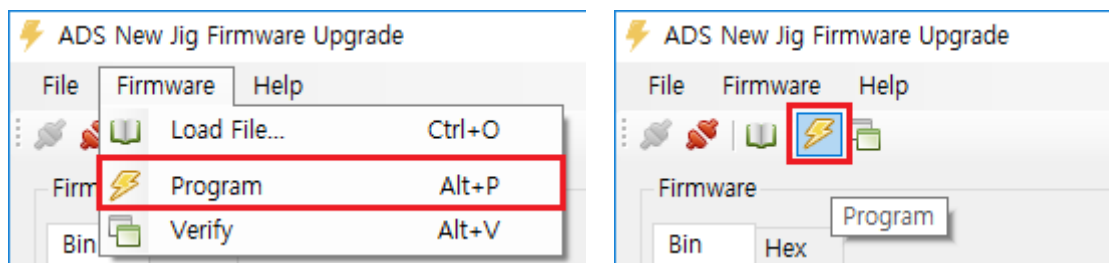 ADS New Jig Firmware Upgrade
File Firmware Help
Load File... Ctrl+O
Firm
Program Alt+P
Bin
Verify Alt+V
ADS New Jig Firmware Upgrade
File Firmware Help
Firmware
Program
Bin Hex